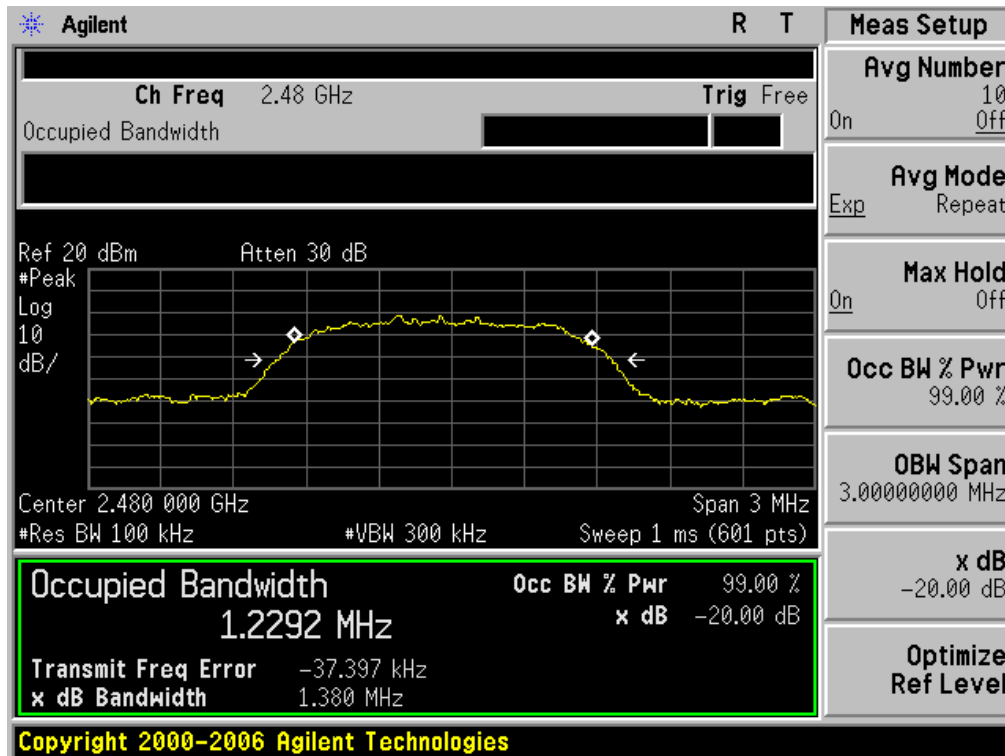 Agilent R T
Meas Setup
Ch Freq 2.48 GHz Trig Free
Occupied Bandwidth
Ref 20 dBm Atten 30 dB
#Peak
Log
10
dB/
Center 2.480 000 GHz Span 3 MHz
#Res BW 100 kHz #VBW 300 kHz Sweep 1 ms (601 pts)
Occupied Bandwidth Occ BW % Pwr 99.00 %
1.2292 MHz x dB -20.00 dB
Transmit Freq Error -37.397 kHz
x dB Bandwidth 1.380 MHz
Avg Number
10
On Off
Avg Mode
Exp Repeat
Max Hold
On Off
Occ BW % Pwr
99.00 %
OBW Span
3.00000000 MHz
x dB
-20.00 dB
Optimize
Ref Level
Copyright 2000-2006 Agilent Technologies